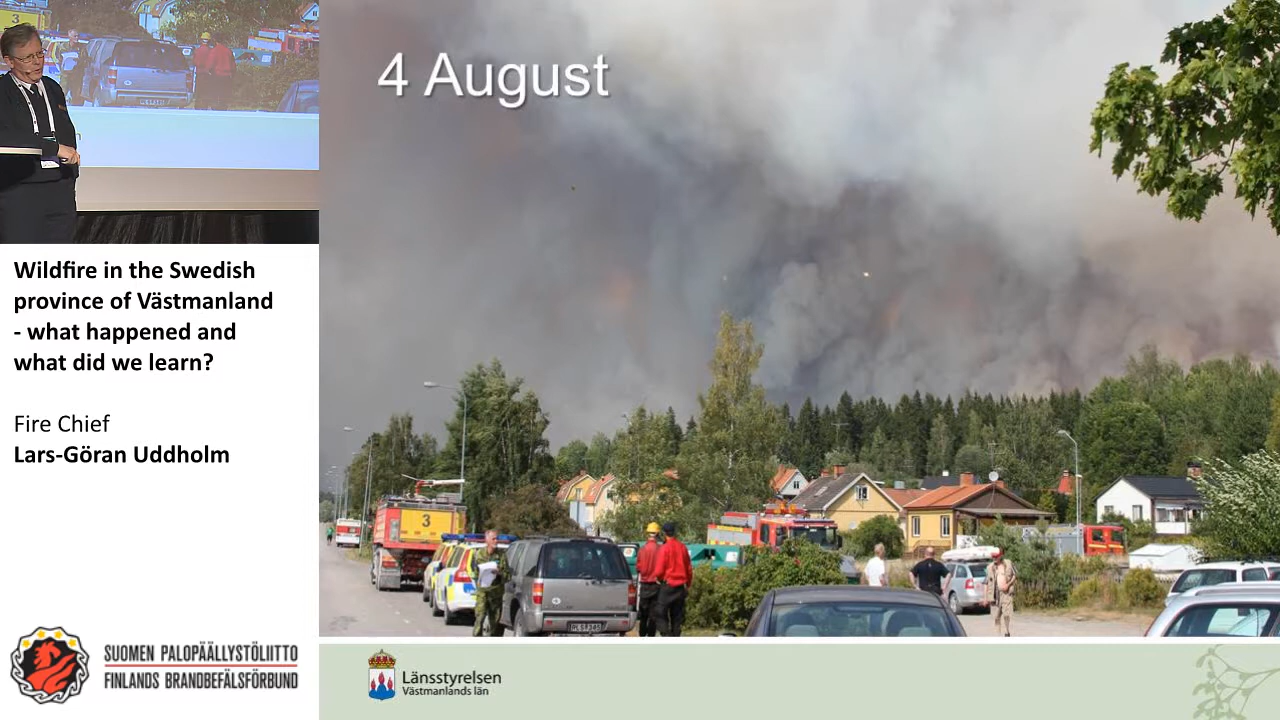 4 August
3
Wildfire in the Swedish
province of Västmanland
- what happened and
what did we learn?
Fire Chief
Lars-Göran Uddholm
SUOMEN PALOPÄÄLLYSTÖLIITTO
FINLANDS BRANDBEFÄLSFÖRBUND
Länsstyrelsen
Västmanlands län